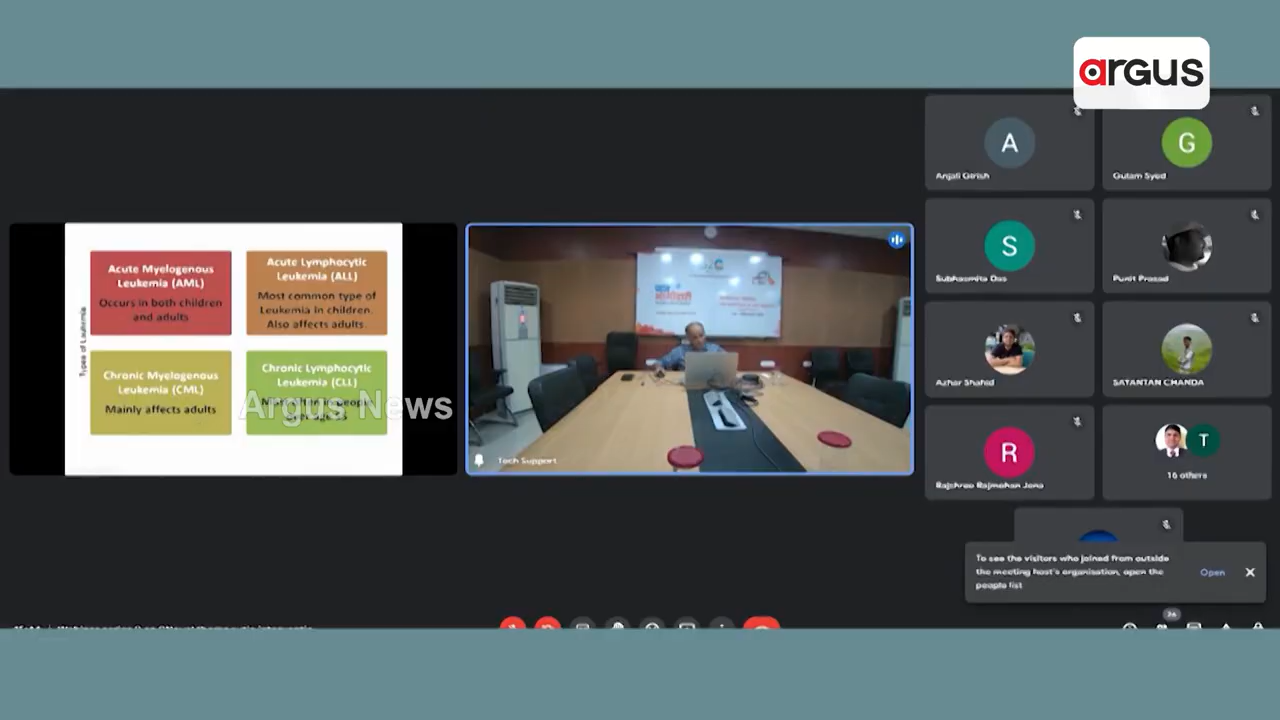 argus
Types of Leukemia
Acute Myelogenous
Leukemia (AML)
Occurs in both children
and adults
Acute Lymphocytic
Leukemia (ALL)
Most common type of
Leukemia in children.
Also affects adults.
Chronic Myelogenous
Leukemia (CML)
Mainly affects adults
Chronic Lymphocytic
Leukemia (CLL)
Argus News
Tech Support
A
Anjali Girish
G
Gulam Syed
S
Subhasmita Das
Punit Prasad
Azhar Shahid
SAYANTAN CHANDA
R
Rajshree Rajmohan Jena
T
16 others
To see the visitors who joined from outside
the meeting host's organisation, open the
people list
Open
26